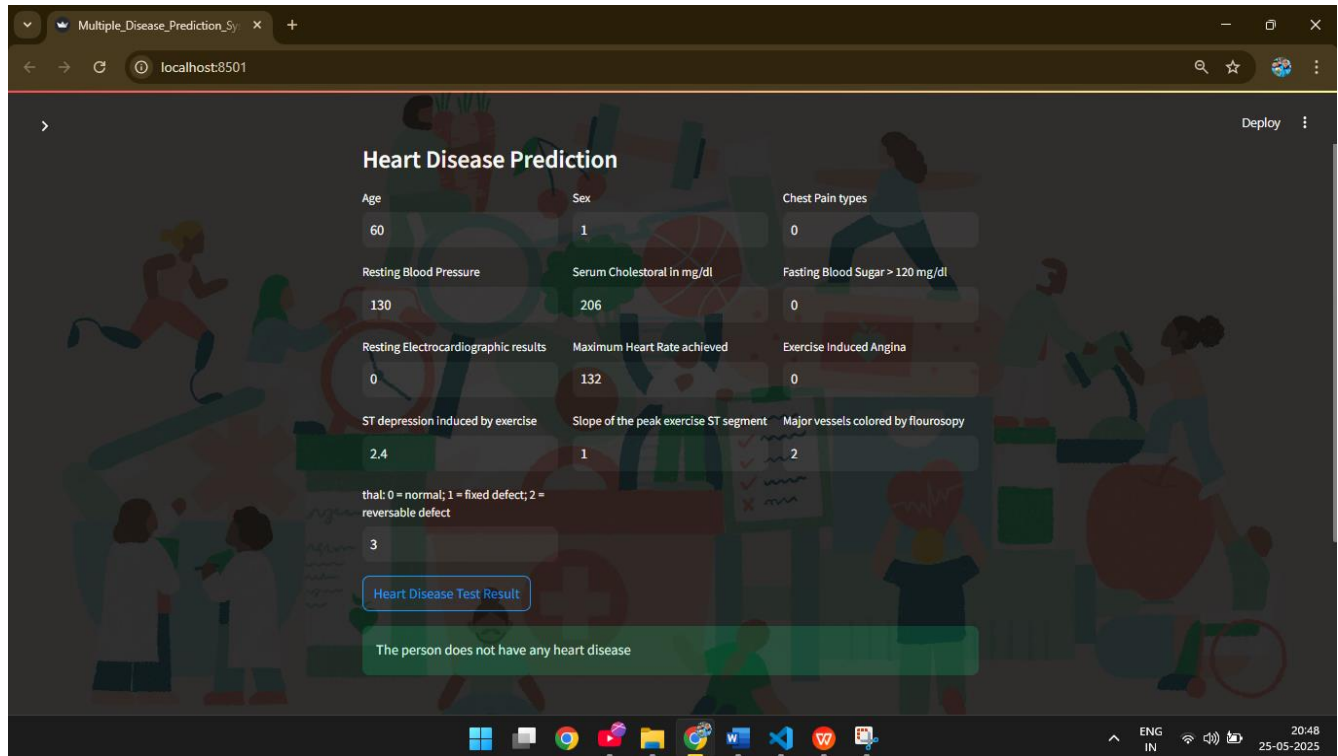 Multiple_Disease_Prediction_Sy
localhost:8501
Deploy
Heart Disease Prediction
Age Sex Chest Pain types
60 1 0
Resting Blood Pressure Serum Cholestoral in mg/dl Fasting Blood Sugar > 120 mg/dl
130 206 0
Resting Electrocardiographic results Maximum Heart Rate achieved Exercise Induced Angina
0 132 0
ST depression induced by exercise Slope of the peak exercise ST segment Major vessels colored by flourosopy
2.4 1 2
thal: 0 = normal; 1 = fixed defect; 2 =
reversable defect
3
Heart Disease Test Result
The person does not have any heart disease
ENG 20:48
IN 25-05-2025